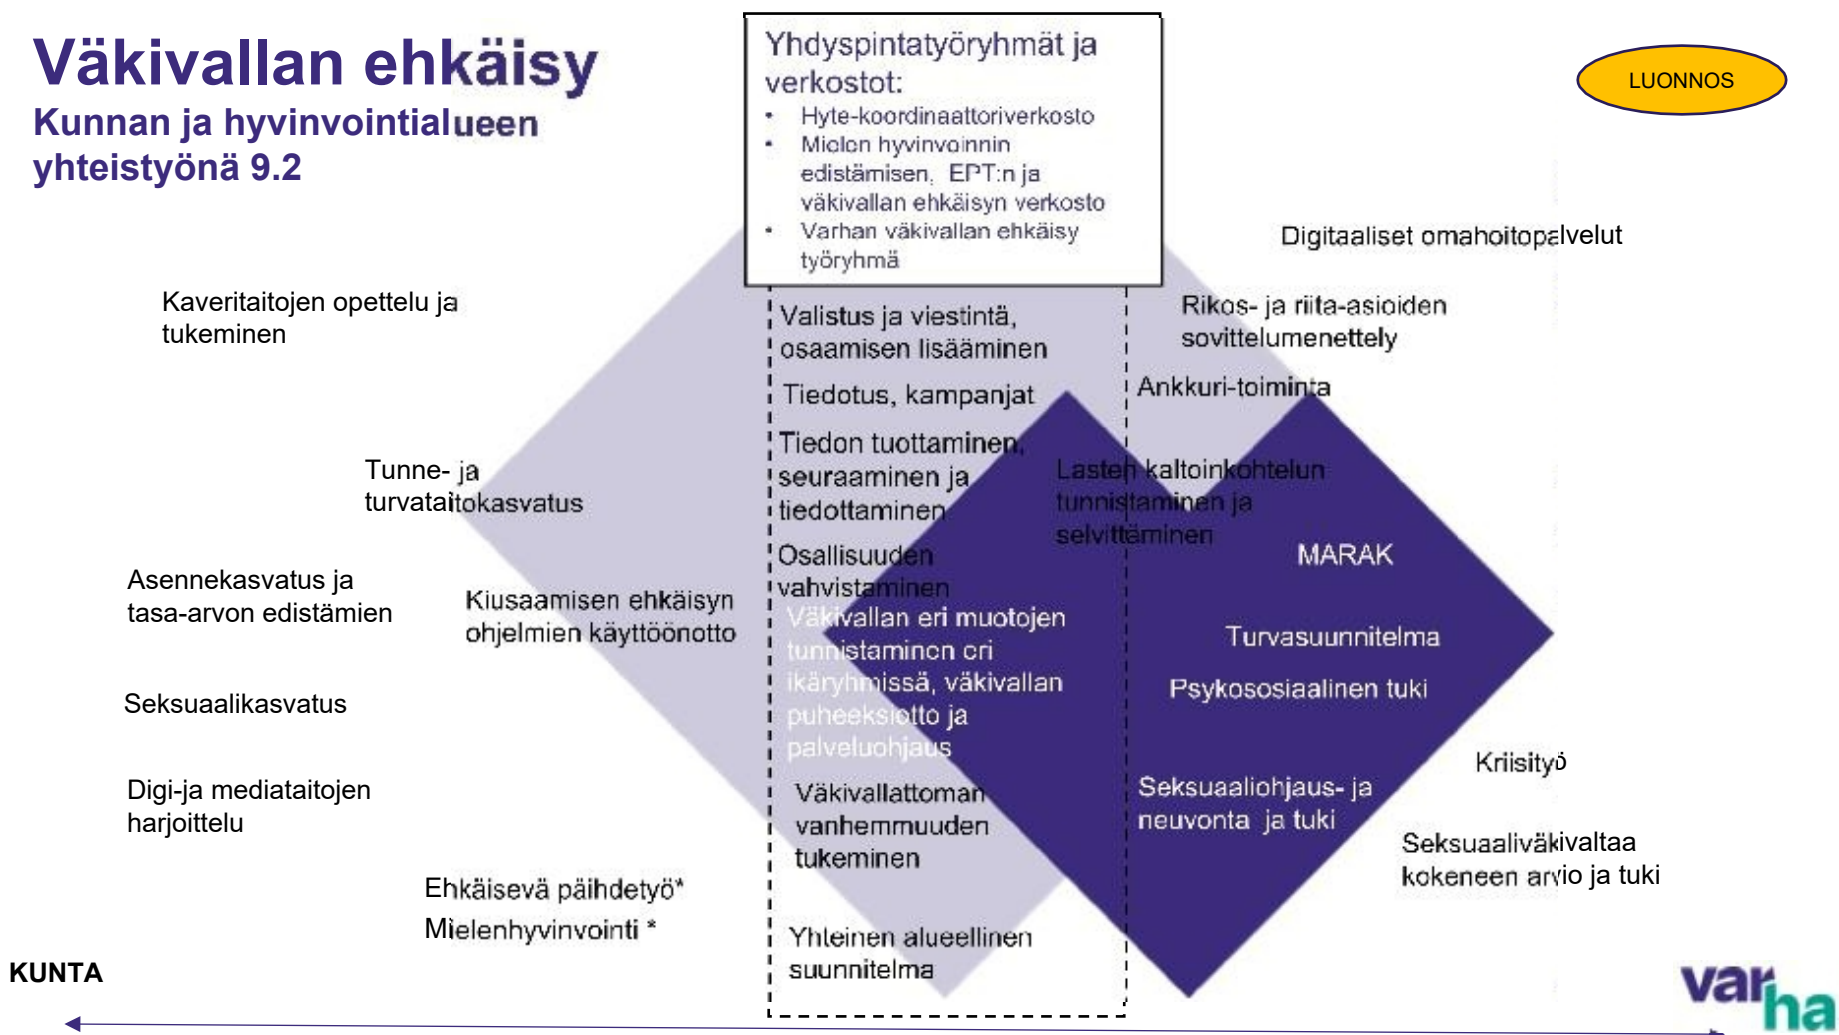 Väkivallan ehkäisy
Kunnan ja hyvinvointialueen
yhteistyönä 9.2
Yhdyspintatyöryhmät ja
verkostot:
• Hyte-koordinaattoriverkosto
• Mielen hyvinvoinnin
edistämisen, EPT:n ja
väkivallan ehkäisyn verkosto
• Varhan väkivallan ehkäisy
työryhmä
LUONNOS
Kaveritaitojen opettelu ja
tukeminen
Tunne- ja
turvataitokasvatus
Asennekasvatus ja
tasa-arvon edistämien
Kiusaamisen ehkäisyn
ohjelmien käyttöönotto
Seksuaalikasvatus
Digi-ja mediataitojen
harjoittelu
Ehkäisevä päihdetyö*
Mielenhyvinvointi *
KUNTA
Valistus ja viestintä,
osaamisen lisääminen
Tiedotus, kampanjat
Tiedon tuottaminen,
seuraaminen ja
tiedottaminen
Osallisuuden
vahvistaminen
Väkivallan eri muotojen
tunnistaminen eri
ikäryhmissä, väkivallan
puheeksiotto ja
palveluohjaus
Väkivallattoman
vanhemmuuden
tukeminen
Yhteinen alueellinen
suunnitelma
Digitaaliset omahoitopalvelut
Rikos- ja riita-asioiden
sovittelumenettely
Ankkuri-toiminta
Lasten kaltoinkohtelun
tunnistaminen ja
selvittäminen
MARAK
Turvasuunnitelma
Psykososiaalinen tuki
Kriisityö
Seksuaaliohjaus- ja
neuvonta ja tuki
Seksuaaliväkivaltaa
kokeneen arvio ja tuki
varha